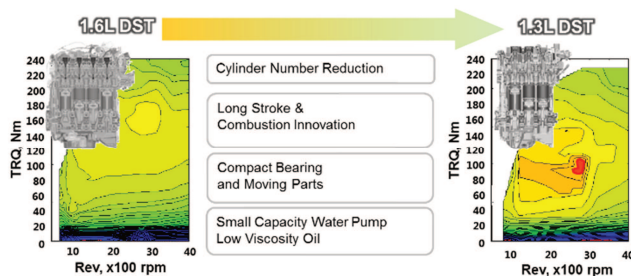 1.6L DST
1.3L DST
Cylinder Number Reduction
Long Stroke &
Combustion Innovation
Compact Bearing
and Moving Parts
Small Capacity Water Pump
Low Viscosity Oil
TRQ, Nm
240
220
200
180
160
140
120
100
80
60
40
20
0
0
10
20
30
40
Rev, x100 rpm
TRQ, Nm
240
220
200
180
160
140
120
100
80
60
40
20
0
0
10
20
30
40
Rev, x100 rpm